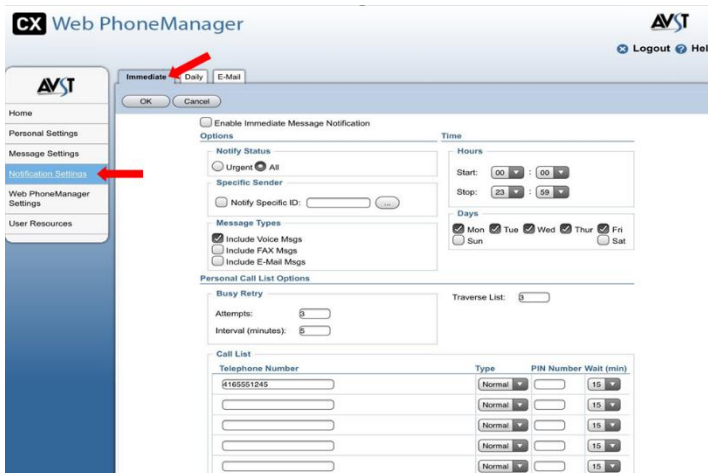 CX Web PhoneManager
AVST
Logout Hel
AVST
Home
Personal Settings
Message Settings
Notification Settings
Web PhoneManager
Settings
User Resources
Immediate Daily E-Mail
OK Cancel
Enable Immediate Message Notification
Options Time
Notify Status
Urgent All
Specific Sender
Notify Specific ID: ...
Message Types
Include Voice Msgs
Include FAX Msgs
Include E-Mail Msgs
Hours
Start: 00 : 00
Stop: 23 : 59
Days
Mon Tue Wed Thur Fri
Sun Sat
Personal Call List Options
Busy Retry
Attempts: 3
Interval (minutes): 5
Traverse List: 3
Call List
Telephone Number Type PIN Number Wait (min)
4165551245 Normal 15
Normal 15
Normal 15
Normal 15
Normal 15